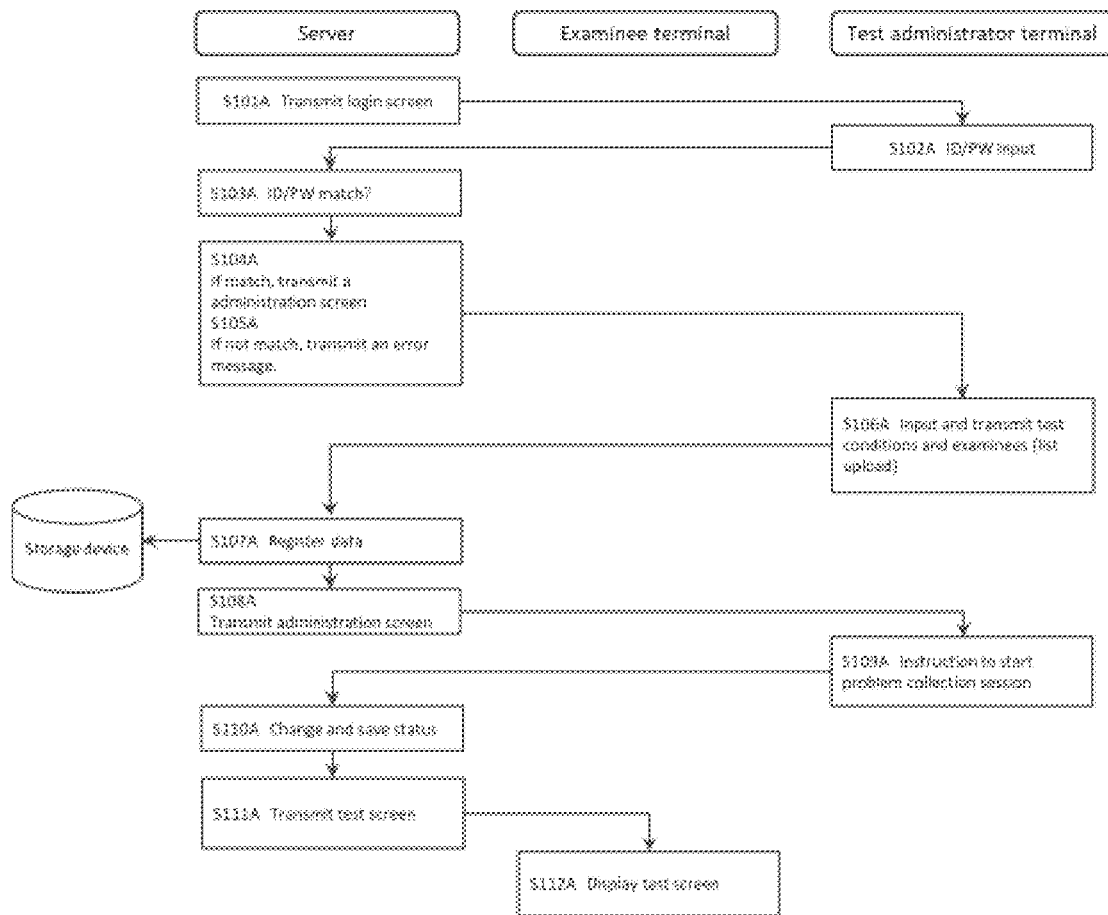 Server
Examinee terminal
Test administrator terminal
S101A Transmit login screen
S102A ID/PW input
S103A ID/PW match?
S104A
If match, transmit a
administration screen
S105A
If not match, transmit an error
message.
S106A Input and transmit test
conditions and examinees (list
upload)
Storage device
S107A Register data
S108A
Transmit administration screen
S109A Instruction to start
problem collection session
S110A Change and save status
S111A Transmit test screen
S112A Display test screen